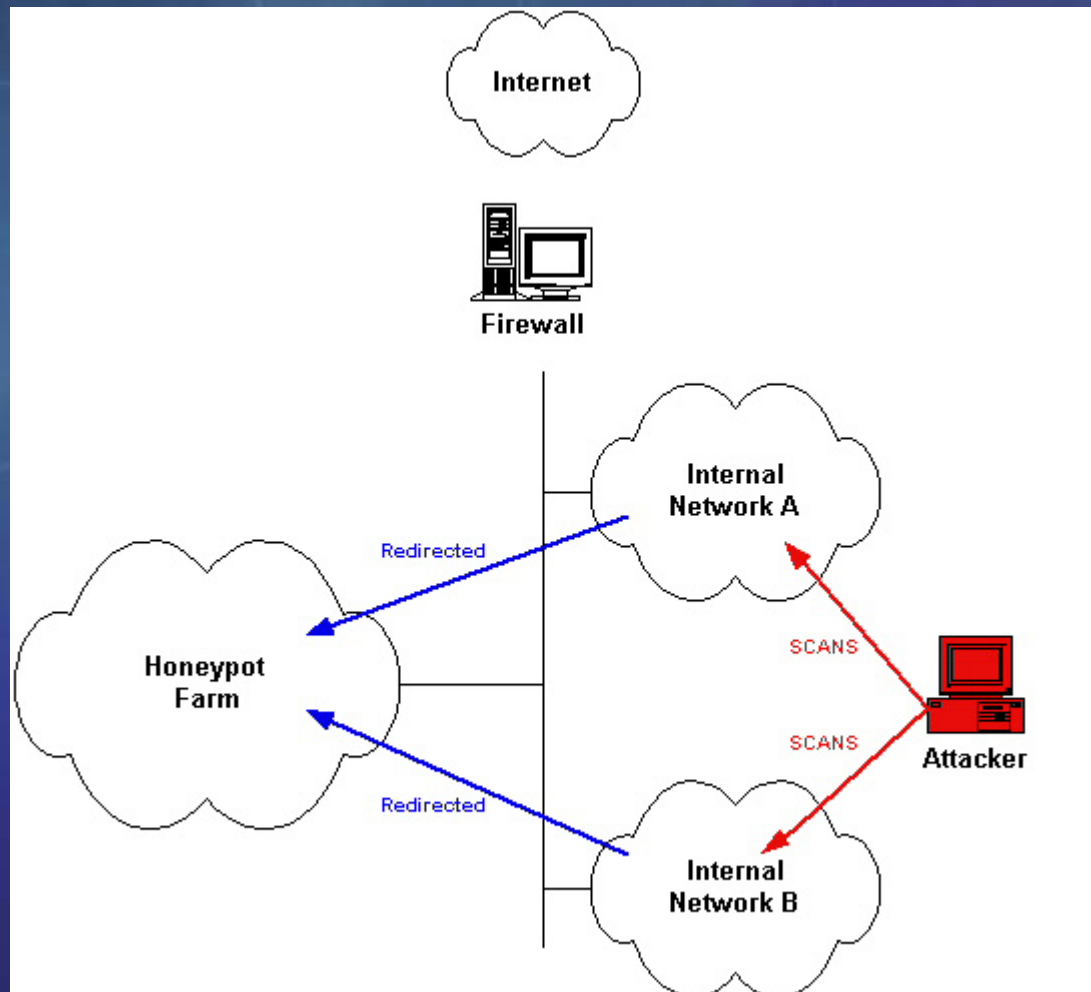 Internet
Firewall
Internal
Network A
Redirected
SCANS
Honeypot
Farm
SCANS
Attacker
Redirected
Internal
Network B